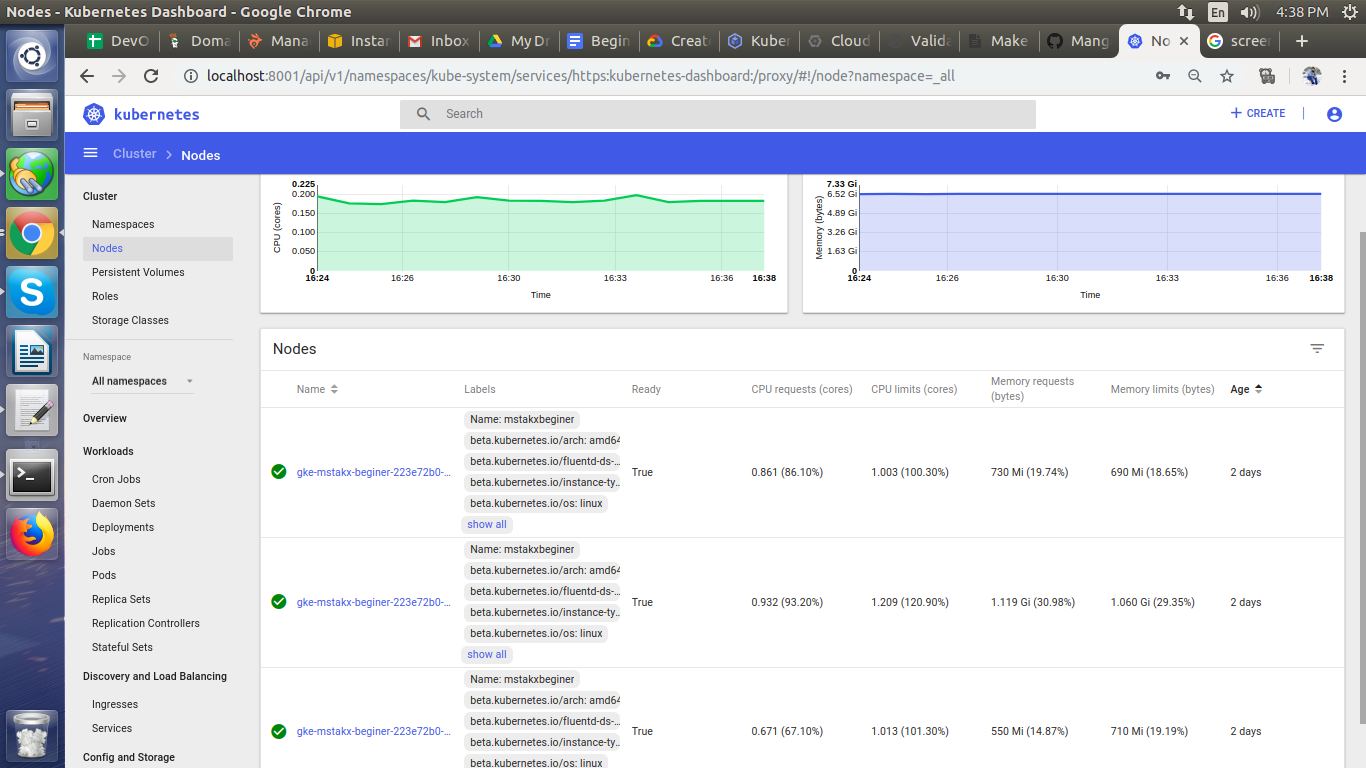 Nodes - Kubernetes Dashboard - Google Chrome
En
4:38 PM
DevO
Doma
Mana
Instar
Inbox
My Dr
Begin
Creat
Kuber
Cloud
Valida
Make
Mang
No
screer
localhost:8001/api/v1/namespaces/kube-system/services/https:kubernetes-dashboard:/proxy/#!/node?namespace=_all
kubernetes
Search
+ CREATE
Cluster > Nodes
Cluster
Namespaces
Nodes
Persistent Volumes
Roles
Storage Classes
Namespace
All namespaces
Overview
Workloads
Cron Jobs
Daemon Sets
Deployments
Jobs
Pods
Replica Sets
Replication Controllers
Stateful Sets
Discovery and Load Balancing
Ingresses
Services
Config and Storage
CPU (cores)
0.225
0.200
0.150
0.100
0.050
0
16:24 16:26 16:30 16:33 16:36 16:38
Time
Memory (bytes)
7.33 Gi
6.52 Gi
4.89 Gi
3.26 Gi
1.63 Gi
0
16:24 16:26 16:30 16:33 16:36 16:38
Time
Nodes
Name Labels Ready CPU requests (cores) CPU limits (cores) Memory requests (bytes) Memory limits (bytes) Age
Name: mstakxbeginer
beta.kubernetes.io/arch: amd64
beta.kubernetes.io/fluentd-ds-...
gke-mstakx-beginer-223e72b0-... True 0.861 (86.10%) 1.003 (100.30%) 730 Mi (19.74%) 690 Mi (18.65%) 2 days
beta.kubernetes.io/instance-ty...
beta.kubernetes.io/os: linux
show all
Name: mstakxbeginer
beta.kubernetes.io/arch: amd64
beta.kubernetes.io/fluentd-ds-...
gke-mstakx-beginer-223e72b0-... True 0.932 (93.20%) 1.209 (120.90%) 1.119 Gi (30.98%) 1.060 Gi (29.35%) 2 days
beta.kubernetes.io/instance-ty...
beta.kubernetes.io/os: linux
show all
Name: mstakxbeginer
beta.kubernetes.io/arch: amd64
beta.kubernetes.io/fluentd-ds-...
gke-mstakx-beginer-223e72b0-... True 0.671 (67.10%) 1.013 (101.30%) 550 Mi (14.87%) 710 Mi (19.19%) 2 days
beta.kubernetes.io/instance-ty...
beta.kubernetes.io/os: linux